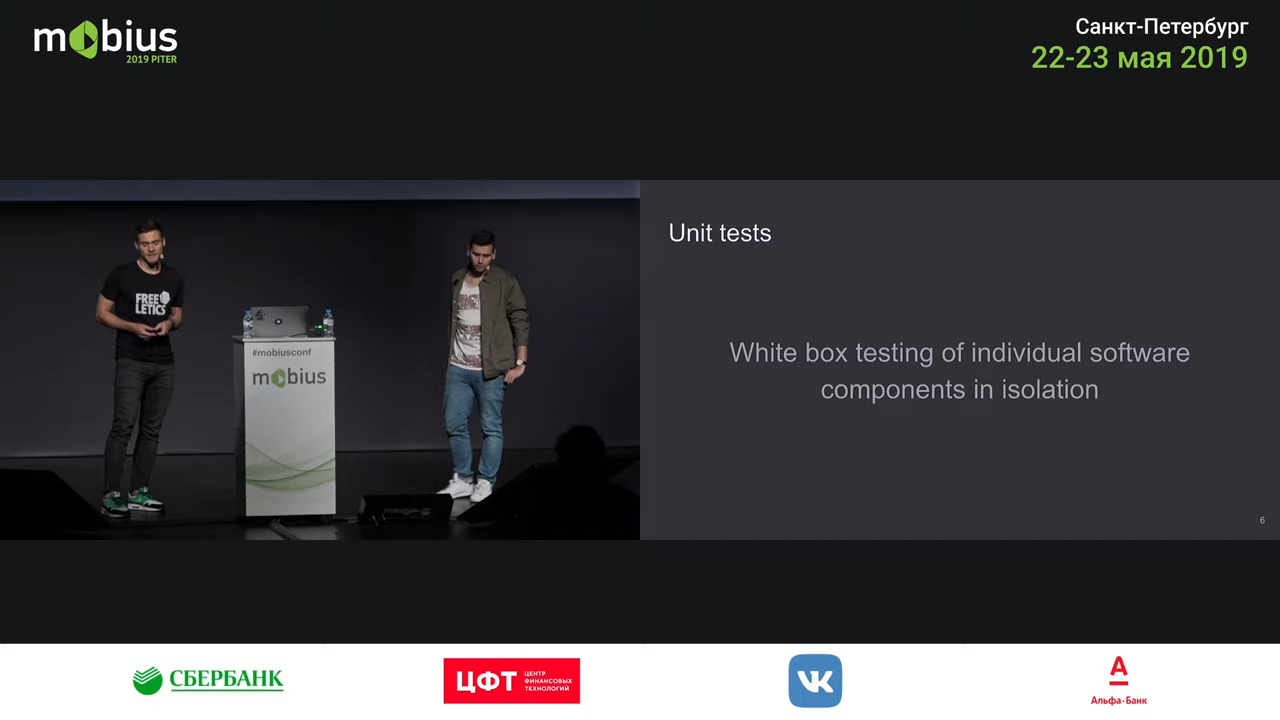 mobius
2019 PITER
Санкт-Петербург
22-23 мая 2019
FREE
LETICS
#mobiusconf
mobius
Unit tests
White box testing of individual software
components in isolation
6
СБЕРБАНК
ЦФТ
ЦЕНТР
ФИНАНСОВЫХ
ТЕХНОЛОГИЙ
VK
А
Альфа·Банк